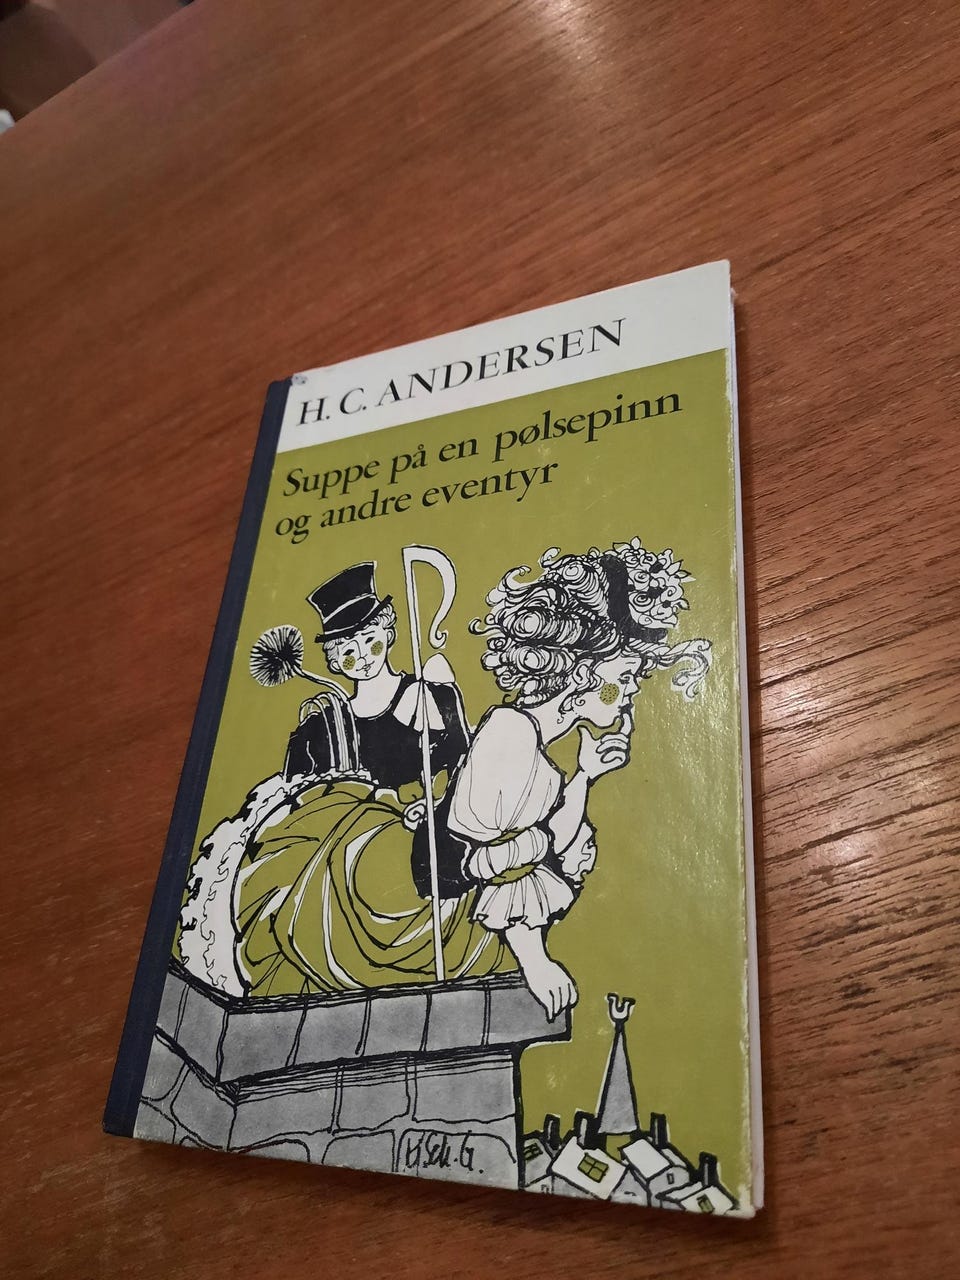 H. C. ANDERSEN
Suppe på en pølsepinn
og andre eventyr